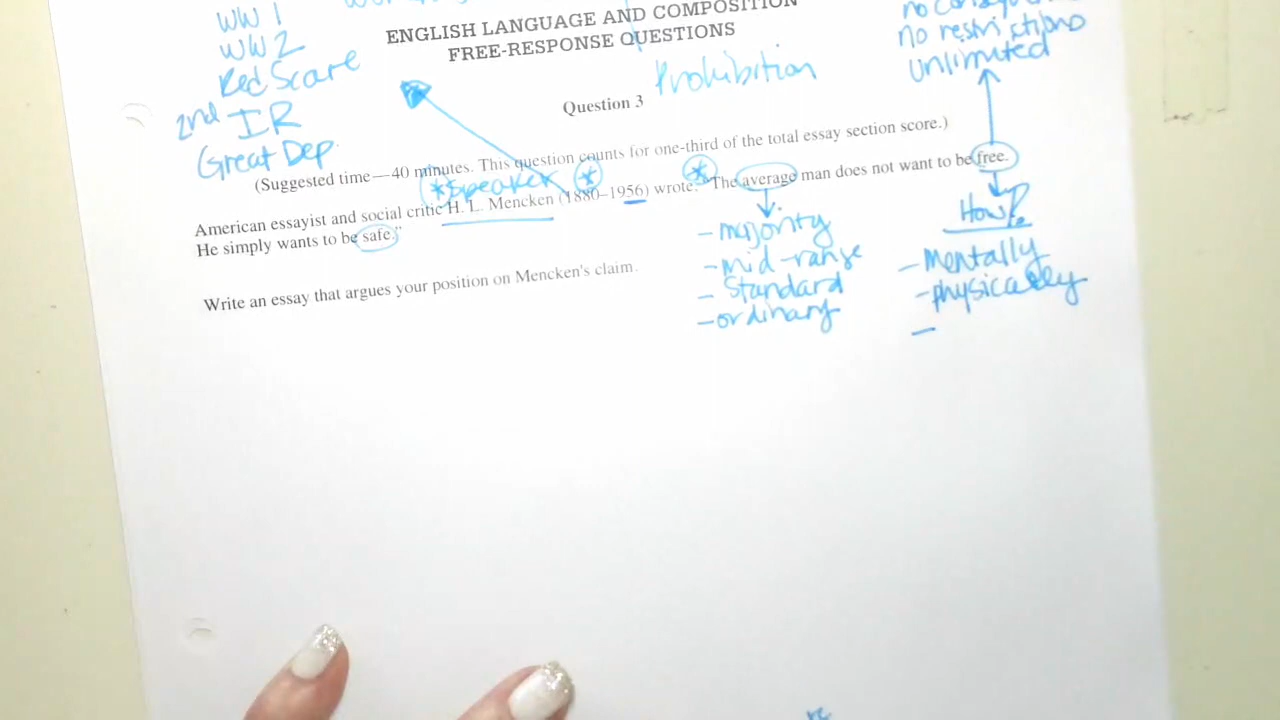 WW 1
WW2
Red Scare
2nd IR
Great Dep.
ENGLISH LANGUAGE AND COMPOSITION
FREE-RESPONSE QUESTIONS
Prohibition
no restrictions
unlimited
Question 3
(Suggested time—40 minutes. This question counts for one-third of the total essay section score.)
*Speaker * *
American essayist and social critic H. L. Mencken (1880–1956) wrote, "The average man does not want to be free.
He simply wants to be safe."
Write an essay that argues your position on Mencken's claim.
- majority
- mid-range
- Standard
- ordinary
How?
- Mentally
- physically
-